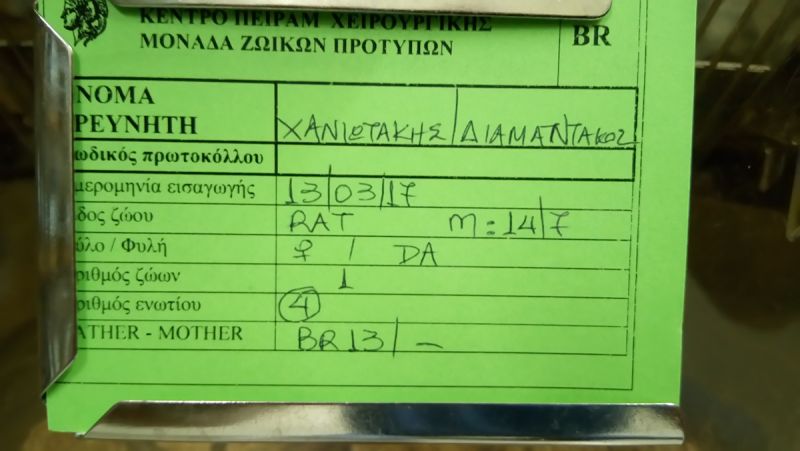 ΚΕΝΤΡΟ ΠΕΙΡΑΜ ΧΕΙΡΟΥΡΓΙΚΗΣ
ΜΟΝΑΔΑ ΖΩΙΚΩΝ ΠΡΟΤΥΠΩΝ
BR
ΝΟΜΑ
ΡΕΥΝΗΤΗ
ΧΑΝΙΩΤΑΚΗΣ/ΔΙΑΜΑΝΤΑΚΟΣ
ωδικός πρωτοκόλλου
μερομηνία εισαγωγής 13/03/17
δος ζώου RAT M: 14/7
ύλο / Φυλή ♀ / DA
ριθμός ζώων 1
ριθμός ενωτίου 4
ATHER - MOTHER BR13/-